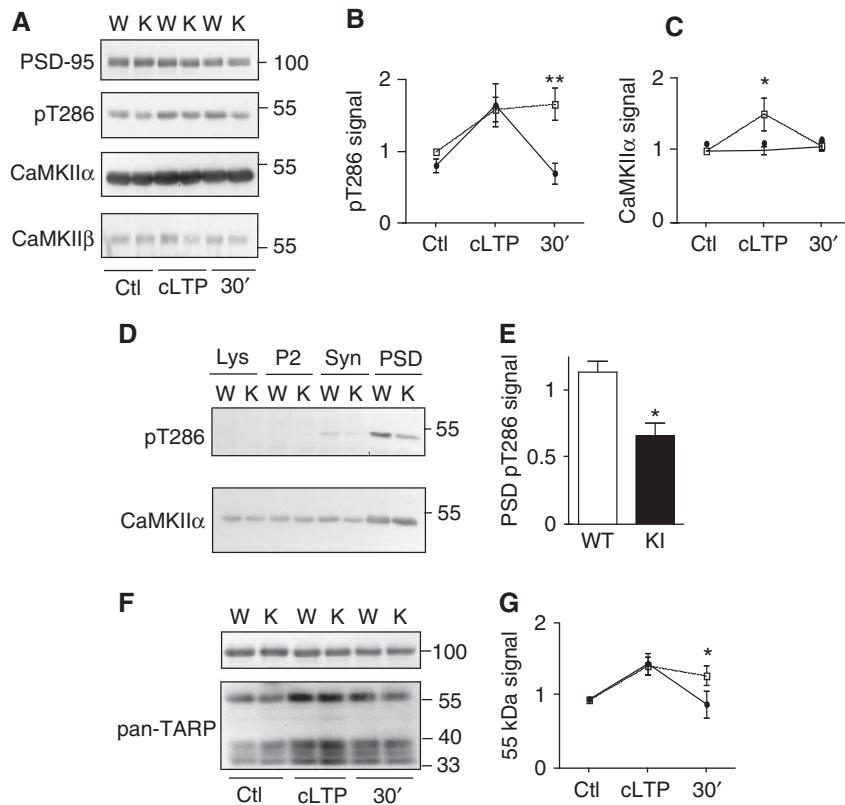 A
W K W K W K
PSD-95
100
pT286
55
CaMKIIα
55
CaMKIIβ
55
Ctl cLTP 30′
B
pT286 signal
2
1
0
**
Ctl cLTP 30′
C
CaMKIIα signal
2
1
0
*
Ctl cLTP 30′
D
Lys P2 Syn PSD
W K W K W K W K
pT286
55
CaMKIIα
55
E
PSD pT286 signal
1
0.5
0
*
WT KI
F
W K W K W K
100
pan-TARP
55
40
33
Ctl cLTP 30′
G
55 kDa signal
2
1
0
*
Ctl cLTP 30′